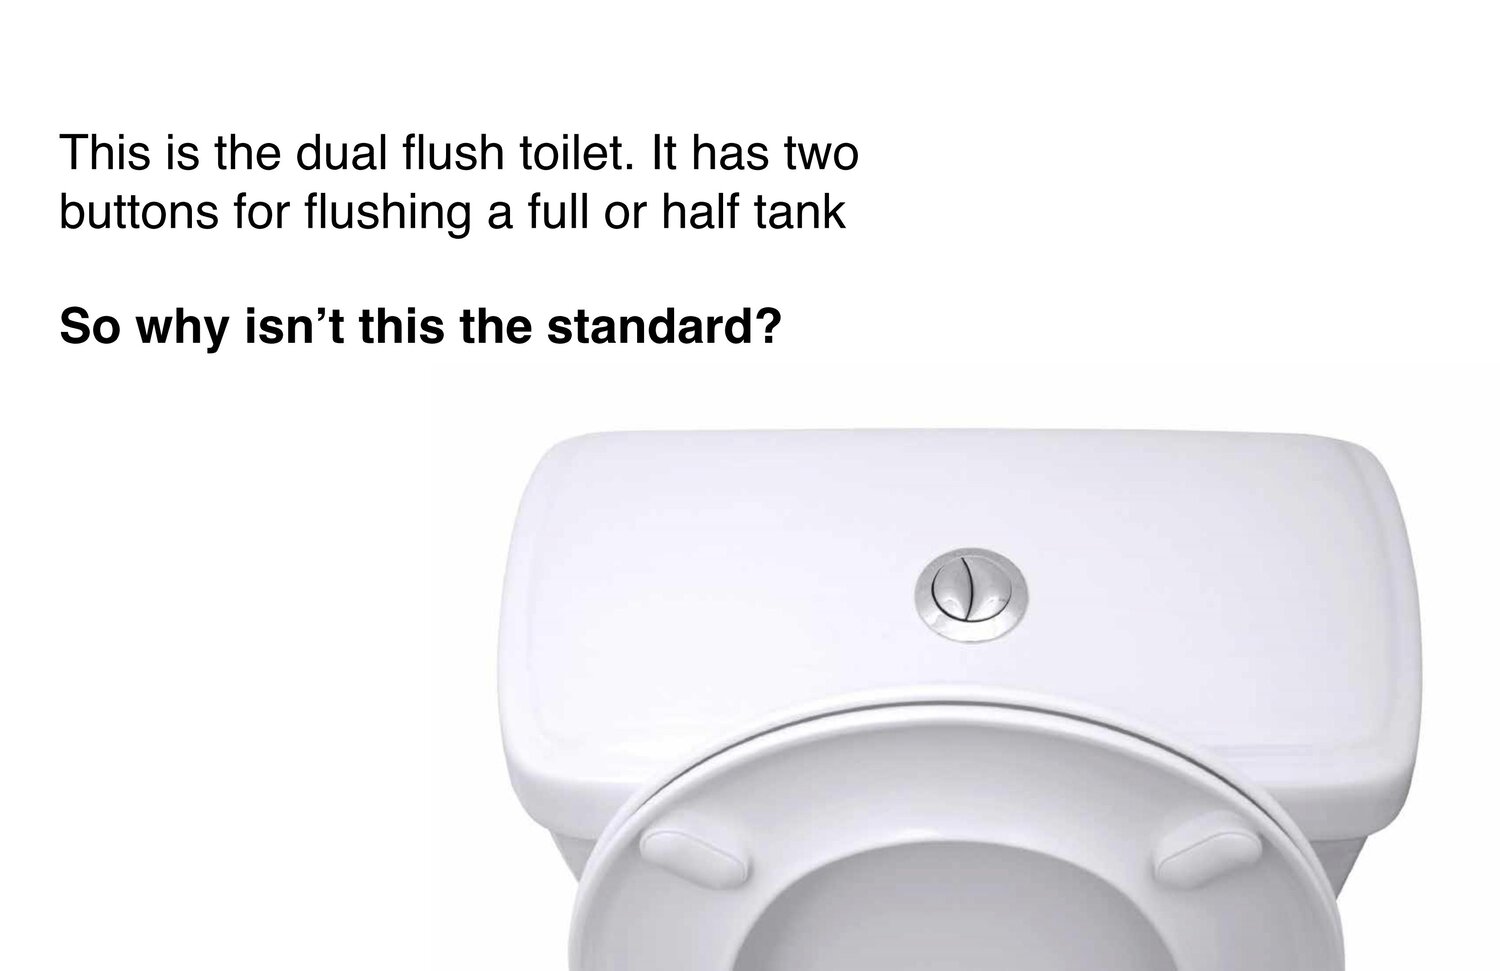 This is the dual flush toilet. It has two
buttons for flushing a full or half tank
So why isn’t this the standard?